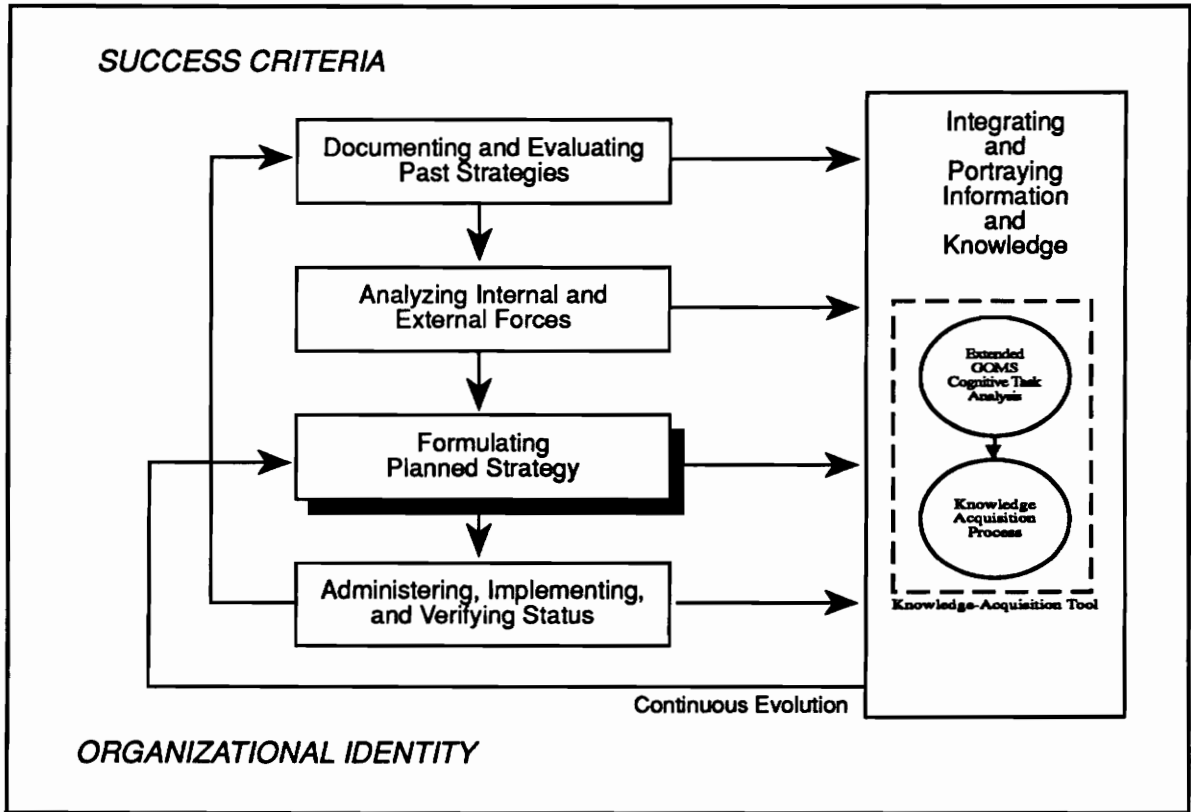 SUCCESS CRITERIA
Documenting and Evaluating
Past Strategies
Analyzing Internal and
External Forces
Formulating
Planned Strategy
Administering, Implementing,
and Verifying Status
Integrating
and
Portraying
Information
and
Knowledge
Extended
GOMS
Cognitive Task
Analysis
Knowledge
Acquisition
Process
Knowledge-Acquisition Tool
Continuous Evolution
ORGANIZATIONAL IDENTITY